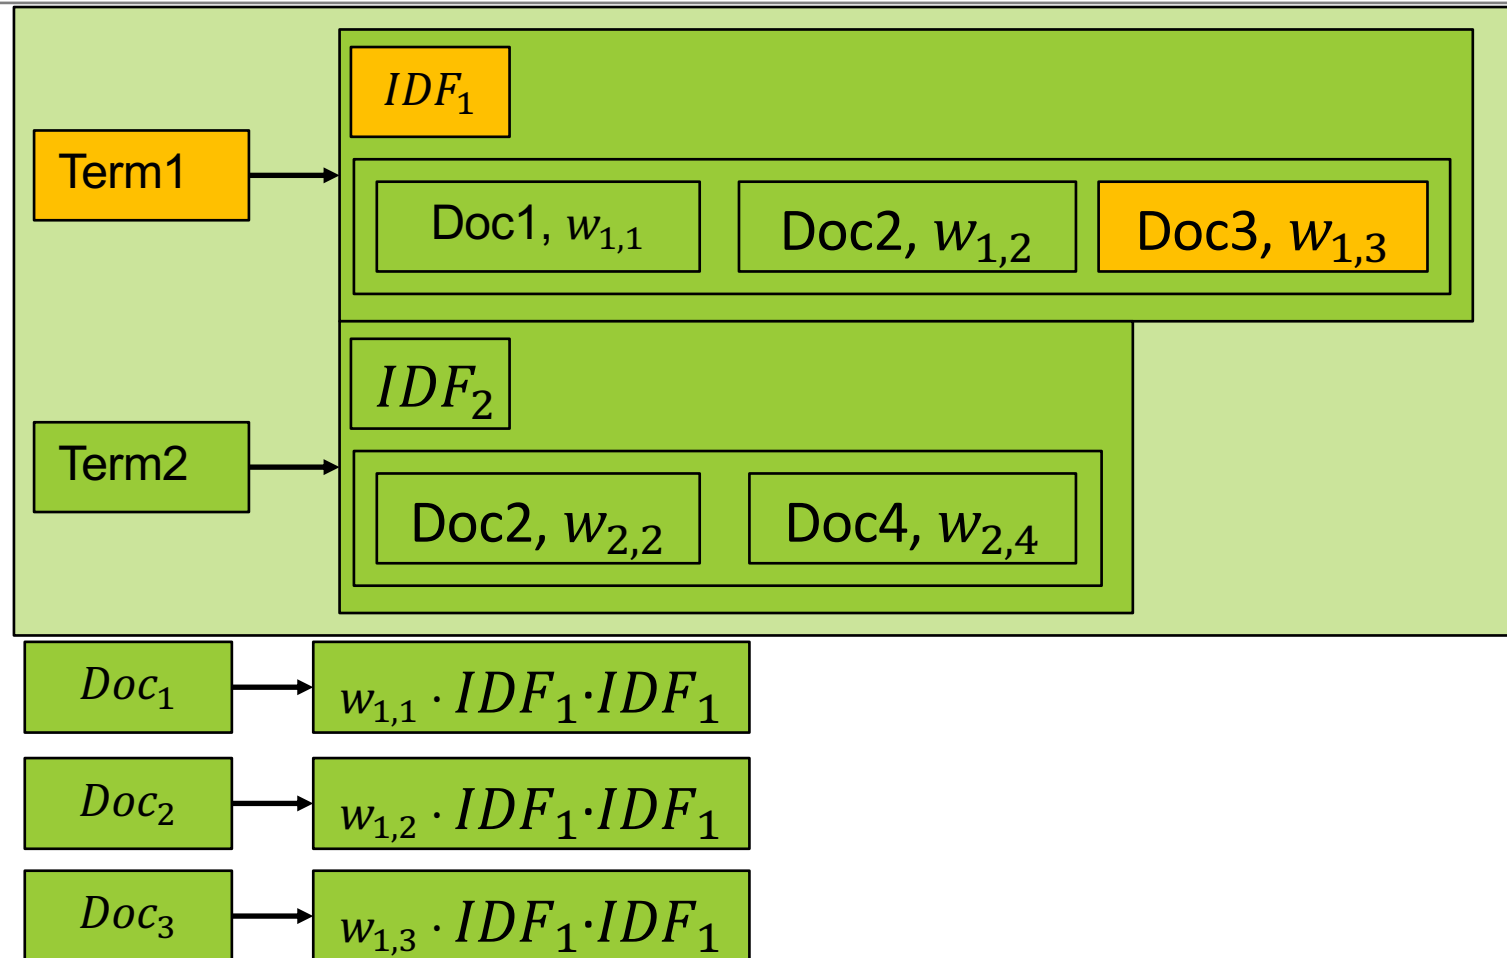 IDF₁
Term1
Doc1, w₁,₁
Doc2, w₁,₂
Doc3, w₁,₃
IDF₂
Term2
Doc2, w₂,₂
Doc4, w₂,₄
Doc₁
w₁,₁ · IDF₁·IDF₁
Doc₂
w₁,₂ · IDF₁·IDF₁
Doc₃
w₁,₃ · IDF₁·IDF₁